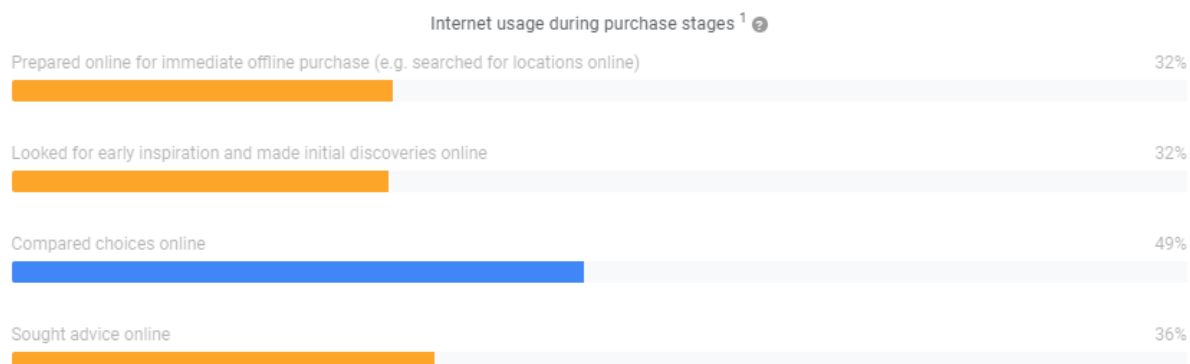 Internet usage during purchase stages 1 ?
Prepared online for immediate offline purchase (e.g. searched for locations online) 32%
Looked for early inspiration and made initial discoveries online 32%
Compared choices online 49%
Sought advice online 36%